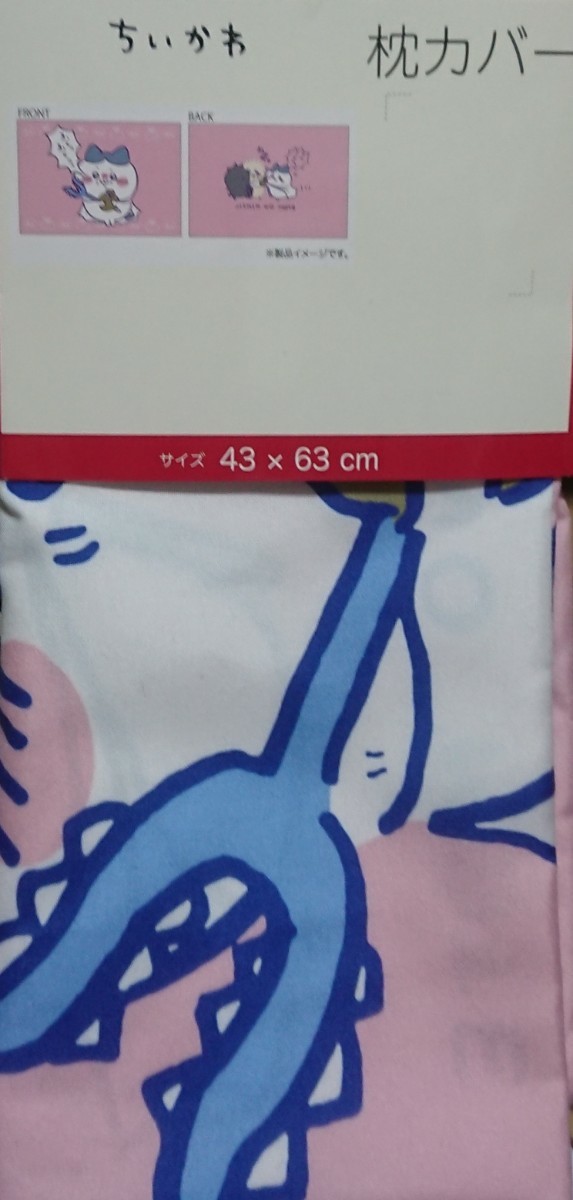 ちいかわ
枕カバー
FRONT
BACK
※製品イメージです。
サイズ 43 × 63 cm